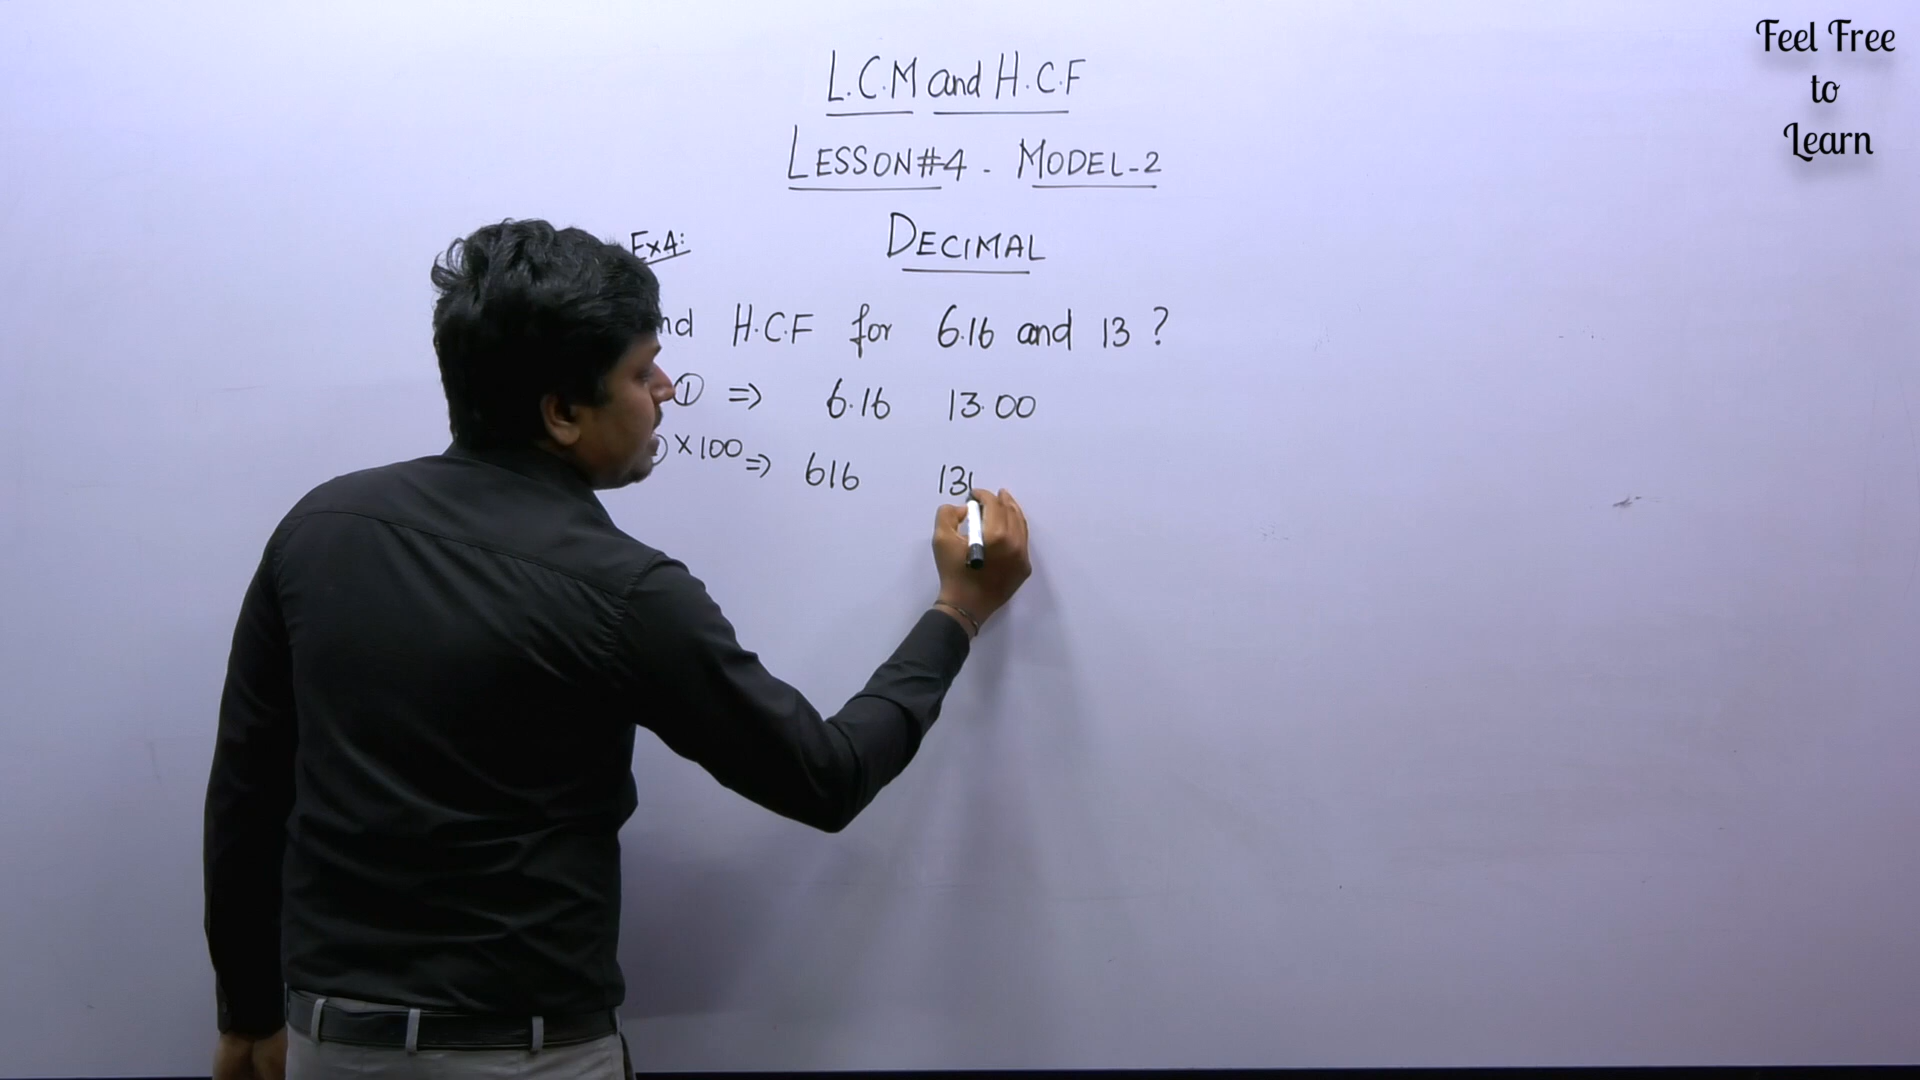 L.C.M and H.C.F
LESSON#4 - MODEL-2
Ex4:
DECIMAL
H.C.F for 6.16 and 13 ?
① => 6.16 13.00
×100 => 616 13
Feel Free
to
Learn